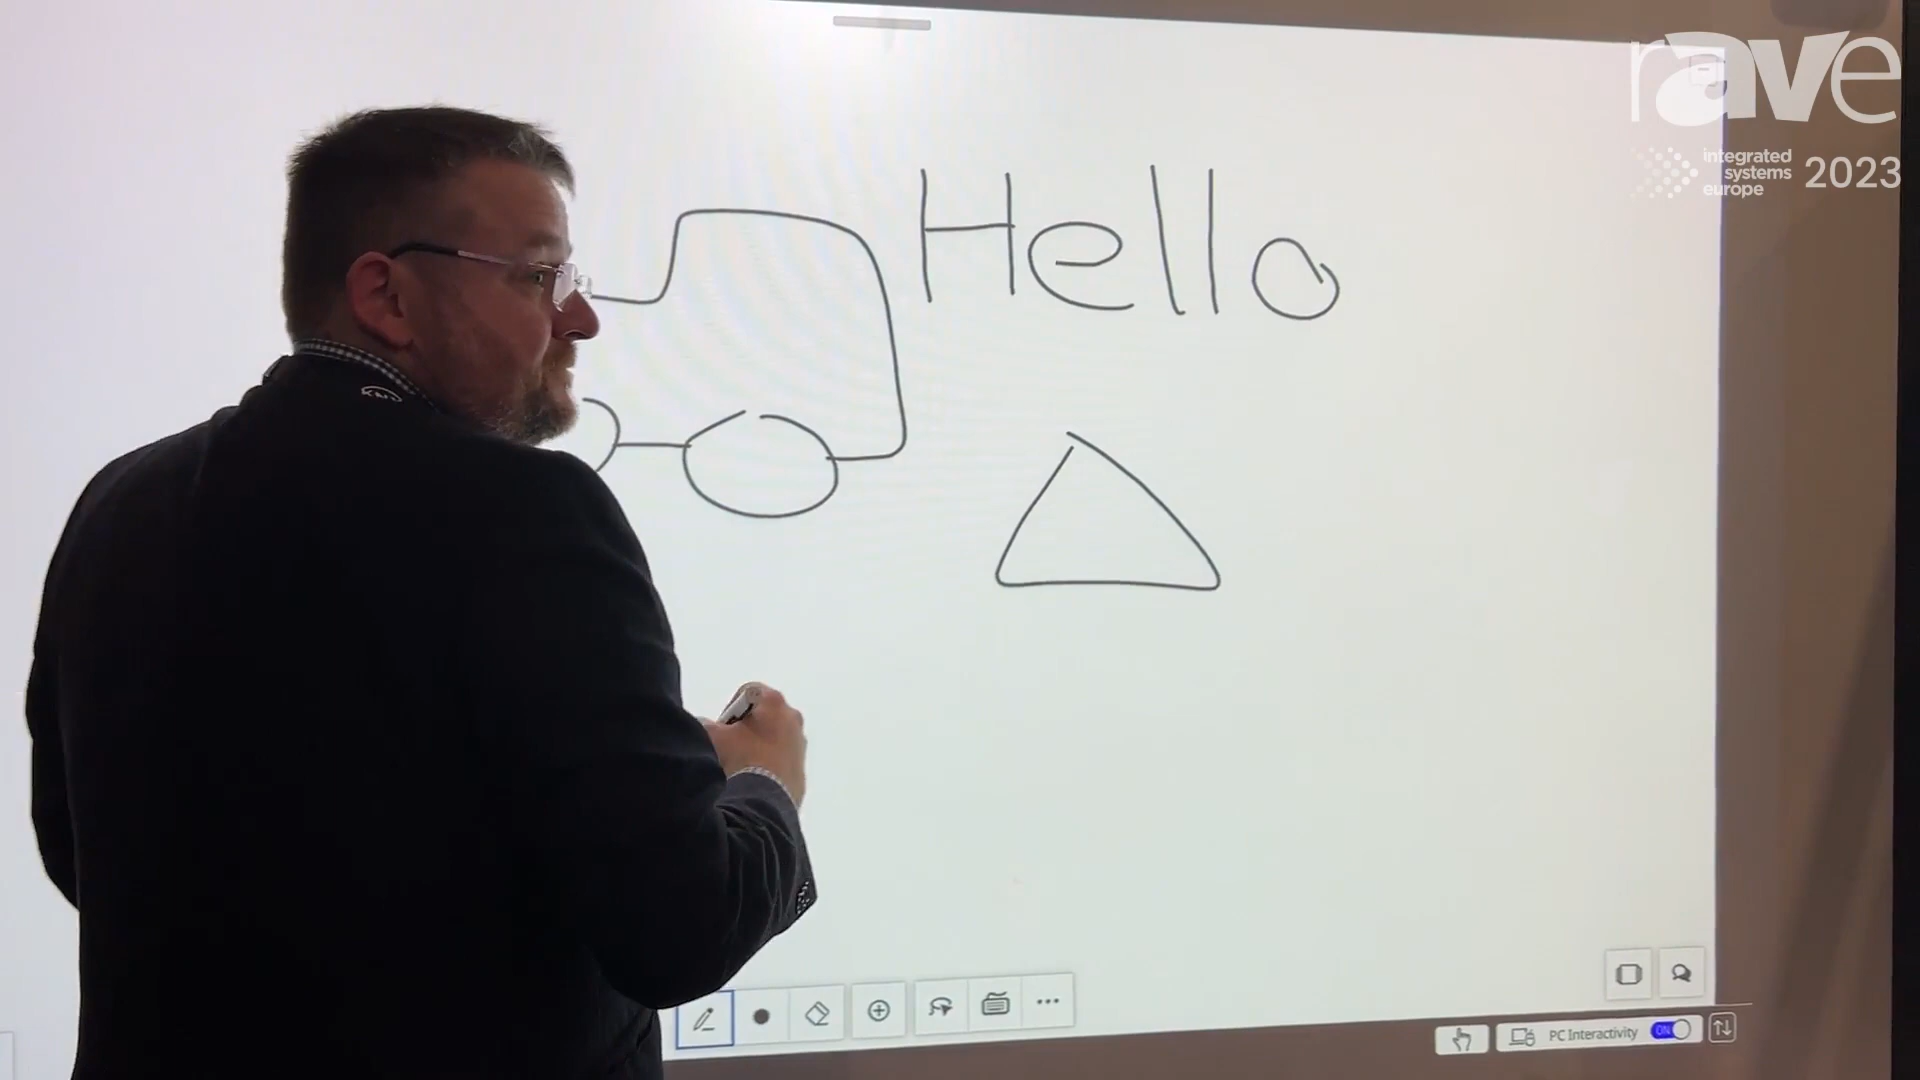 rave
integrated
systems
europe
2023
Hello
PC Interactivity
ON